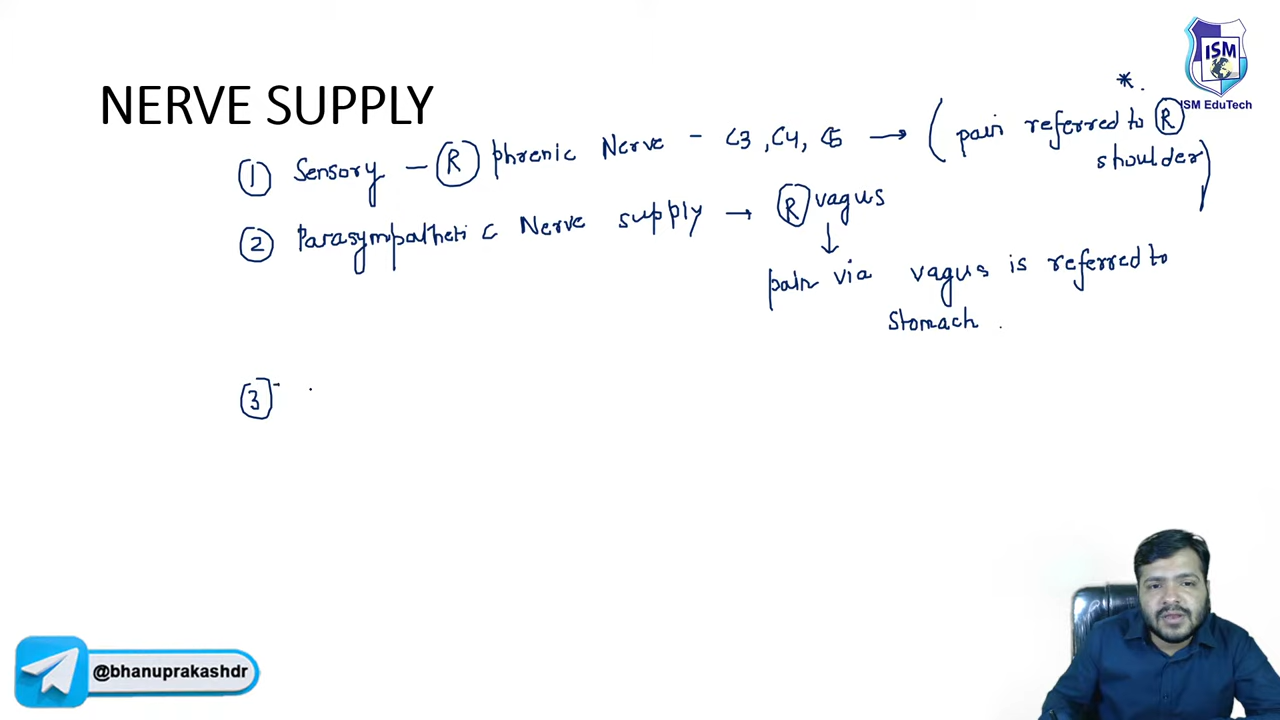 ISM
ISM EduTech
NERVE SUPPLY
*
① Sensory — Ⓡ phrenic Nerve - C3, C4, C5 → (pain referred to Ⓡ
shoulder)
② Parasympathetic Nerve supply → Ⓡ vagus
↓
pain via vagus is referred to
stomach.
③
@bhanuprakashdr